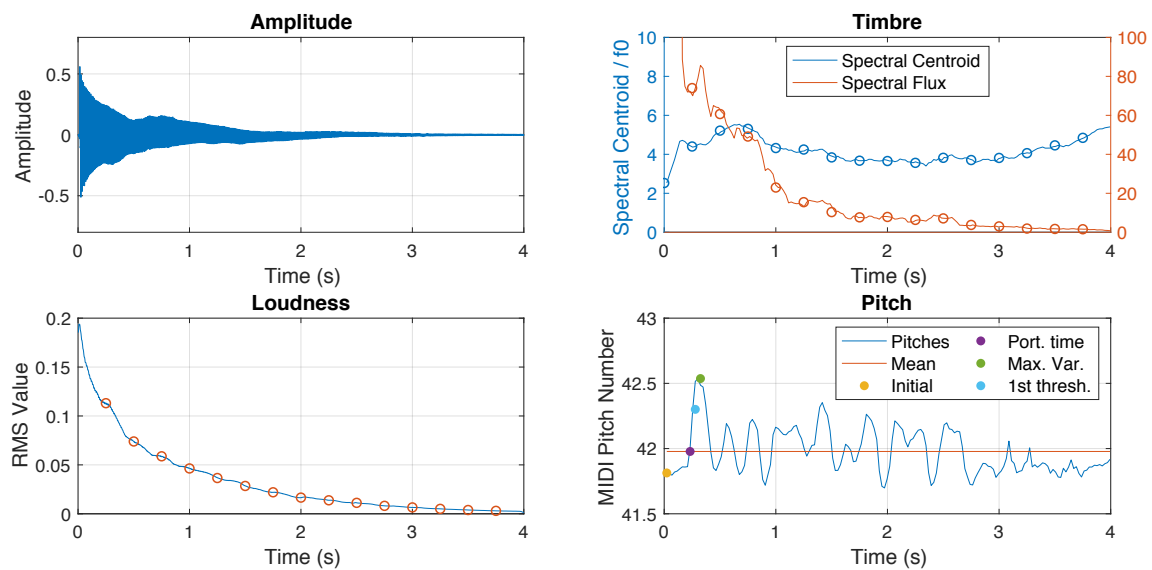 Amplitude
Amplitude
0.5
0
-0.5
0 1 2 3 4
Time (s)
Timbre
Spectral Centroid / f0
10
8
6
4
2
0
Spectral Centroid
Spectral Flux
100
80
60
40
20
0
0 1 2 3 4
Time (s)
Loudness
RMS Value
0.2
0.15
0.1
0.05
0
0 1 2 3 4
Time (s)
Pitch
MIDI Pitch Number
43
42.5
42
41.5
Pitches Port. time
Mean Max. Var.
Initial 1st thresh.
0 1 2 3 4
Time (s)